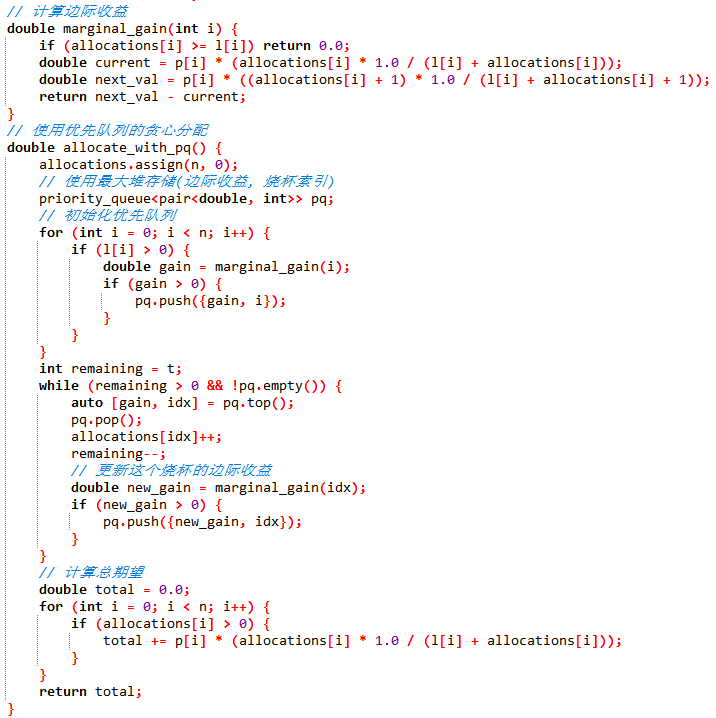 // 计算边际收益
double marginal_gain(int i) {
    if (allocations[i] >= l[i]) return 0.0;
    double current = p[i] * (allocations[i] * 1.0 / (l[i] + allocations[i]));
    double next_val = p[i] * ((allocations[i] + 1) * 1.0 / (l[i] + allocations[i] + 1));
    return next_val - current;
}
// 使用优先队列的贪心分配
double allocate_with_pq() {
    allocations.assign(n, 0);
    // 使用最大堆存储(边际收益, 烧杯索引)
    priority_queue<pair<double, int>> pq;
    // 初始化优先队列
    for (int i = 0; i < n; i++) {
        if (l[i] > 0) {
            double gain = marginal_gain(i);
            if (gain > 0) {
                pq.push({gain, i});
            }
        }
    }
    int remaining = t;
    while (remaining > 0 && !pq.empty()) {
        auto [gain, idx] = pq.top();
        pq.pop();
        allocations[idx]++;
        remaining--;
        // 更新这个烧杯的边际收益
        double new_gain = marginal_gain(idx);
        if (new_gain > 0) {
            pq.push({new_gain, idx});
        }
    }
    // 计算总期望
    double total = 0.0;
    for (int i = 0; i < n; i++) {
        if (allocations[i] > 0) {
            total += p[i] * (allocations[i] * 1.0 / (l[i] + allocations[i]));
        }
    }
    return total;
}